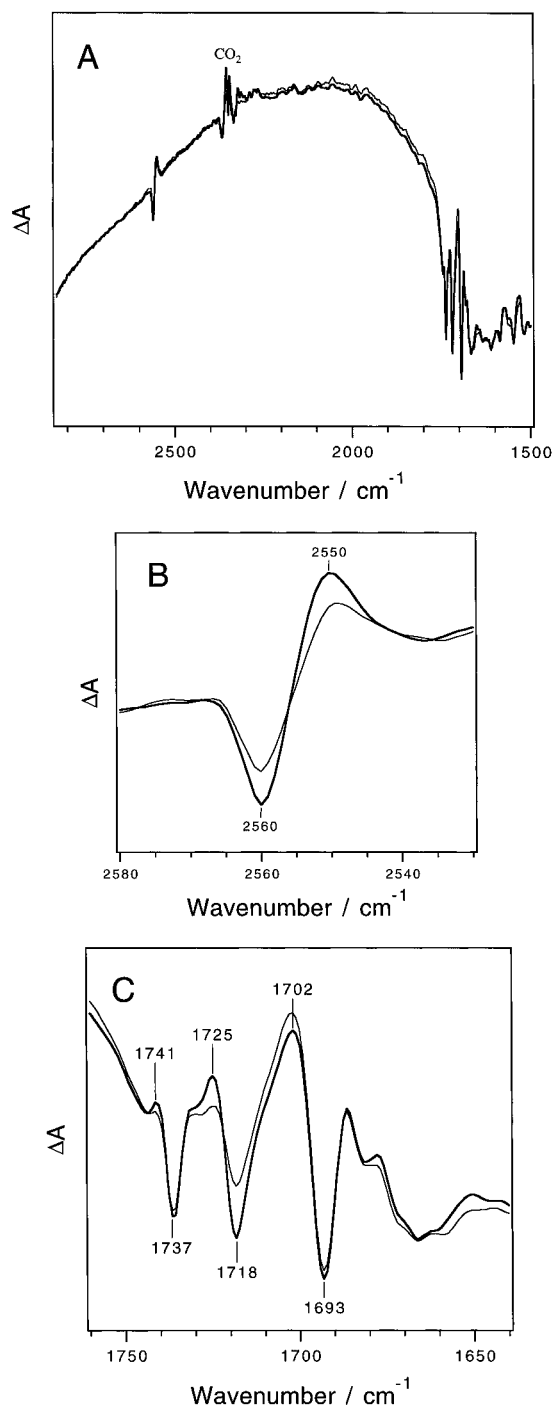 A
CO₂
ΔA
2500 2000 1500
Wavenumber / cm⁻¹
B
2550
ΔA
2560
2580 2560 2540
Wavenumber / cm⁻¹
C
1702
1725
1741
ΔA
1737
1718
1693
1750 1700 1650
Wavenumber / cm⁻¹